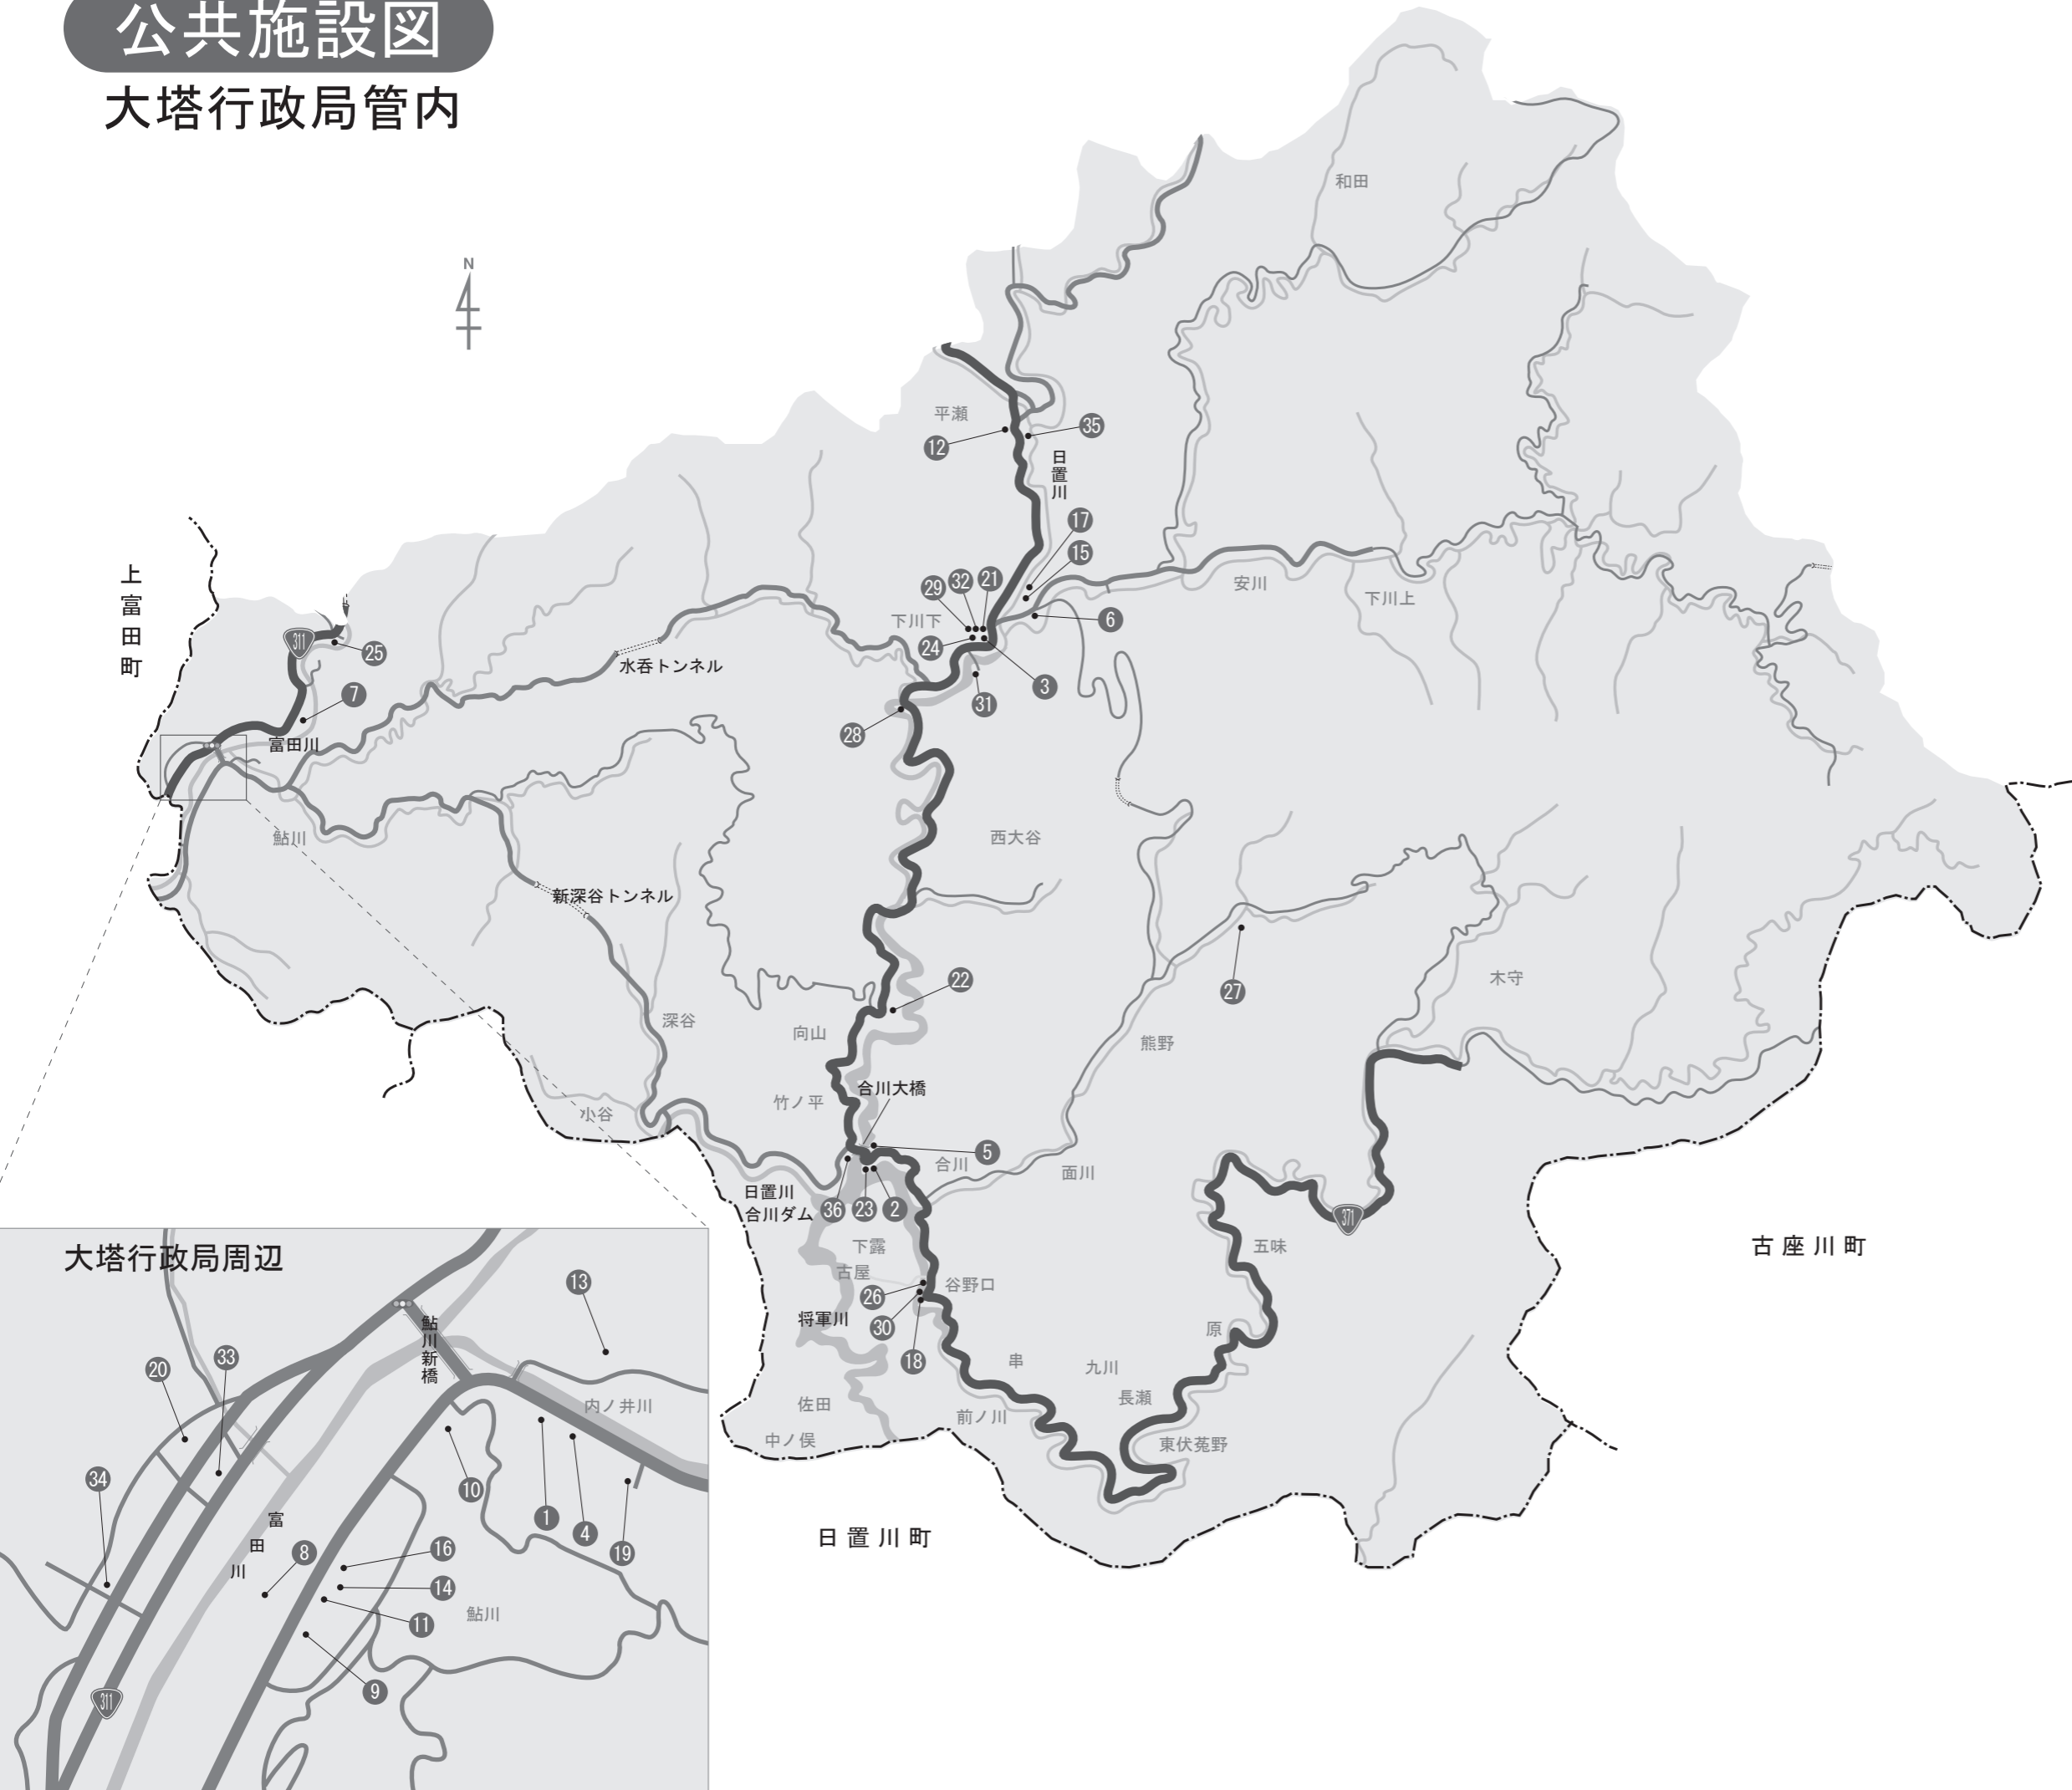 公共施設図
大塔行政局管内
N
和田
平瀬
12
35
日置川
17
15
29
32
21
安川
下川上
下川下
6
24
3
31
28
上富田町
311
25
7
水呑トンネル
富田川
鮎川
西大谷
新深谷トンネル
22
27
木守
深谷
向山
熊野
合川大橋
竹ノ平
小谷
5
合川
面川
日置川
合川ダム
36
23
2
371
下露
五味
古座川町
古屋
谷野口
26
将軍川
30
原
18
串
九川
長瀬
佐田
前ノ川
中ノ俣
東伏菟野
日置川町
大塔行政局周辺
13
鮎川新橋
33
20
内ノ井川
34
10
1
4
19
富田川
8
16
14
11
鮎川
9
311